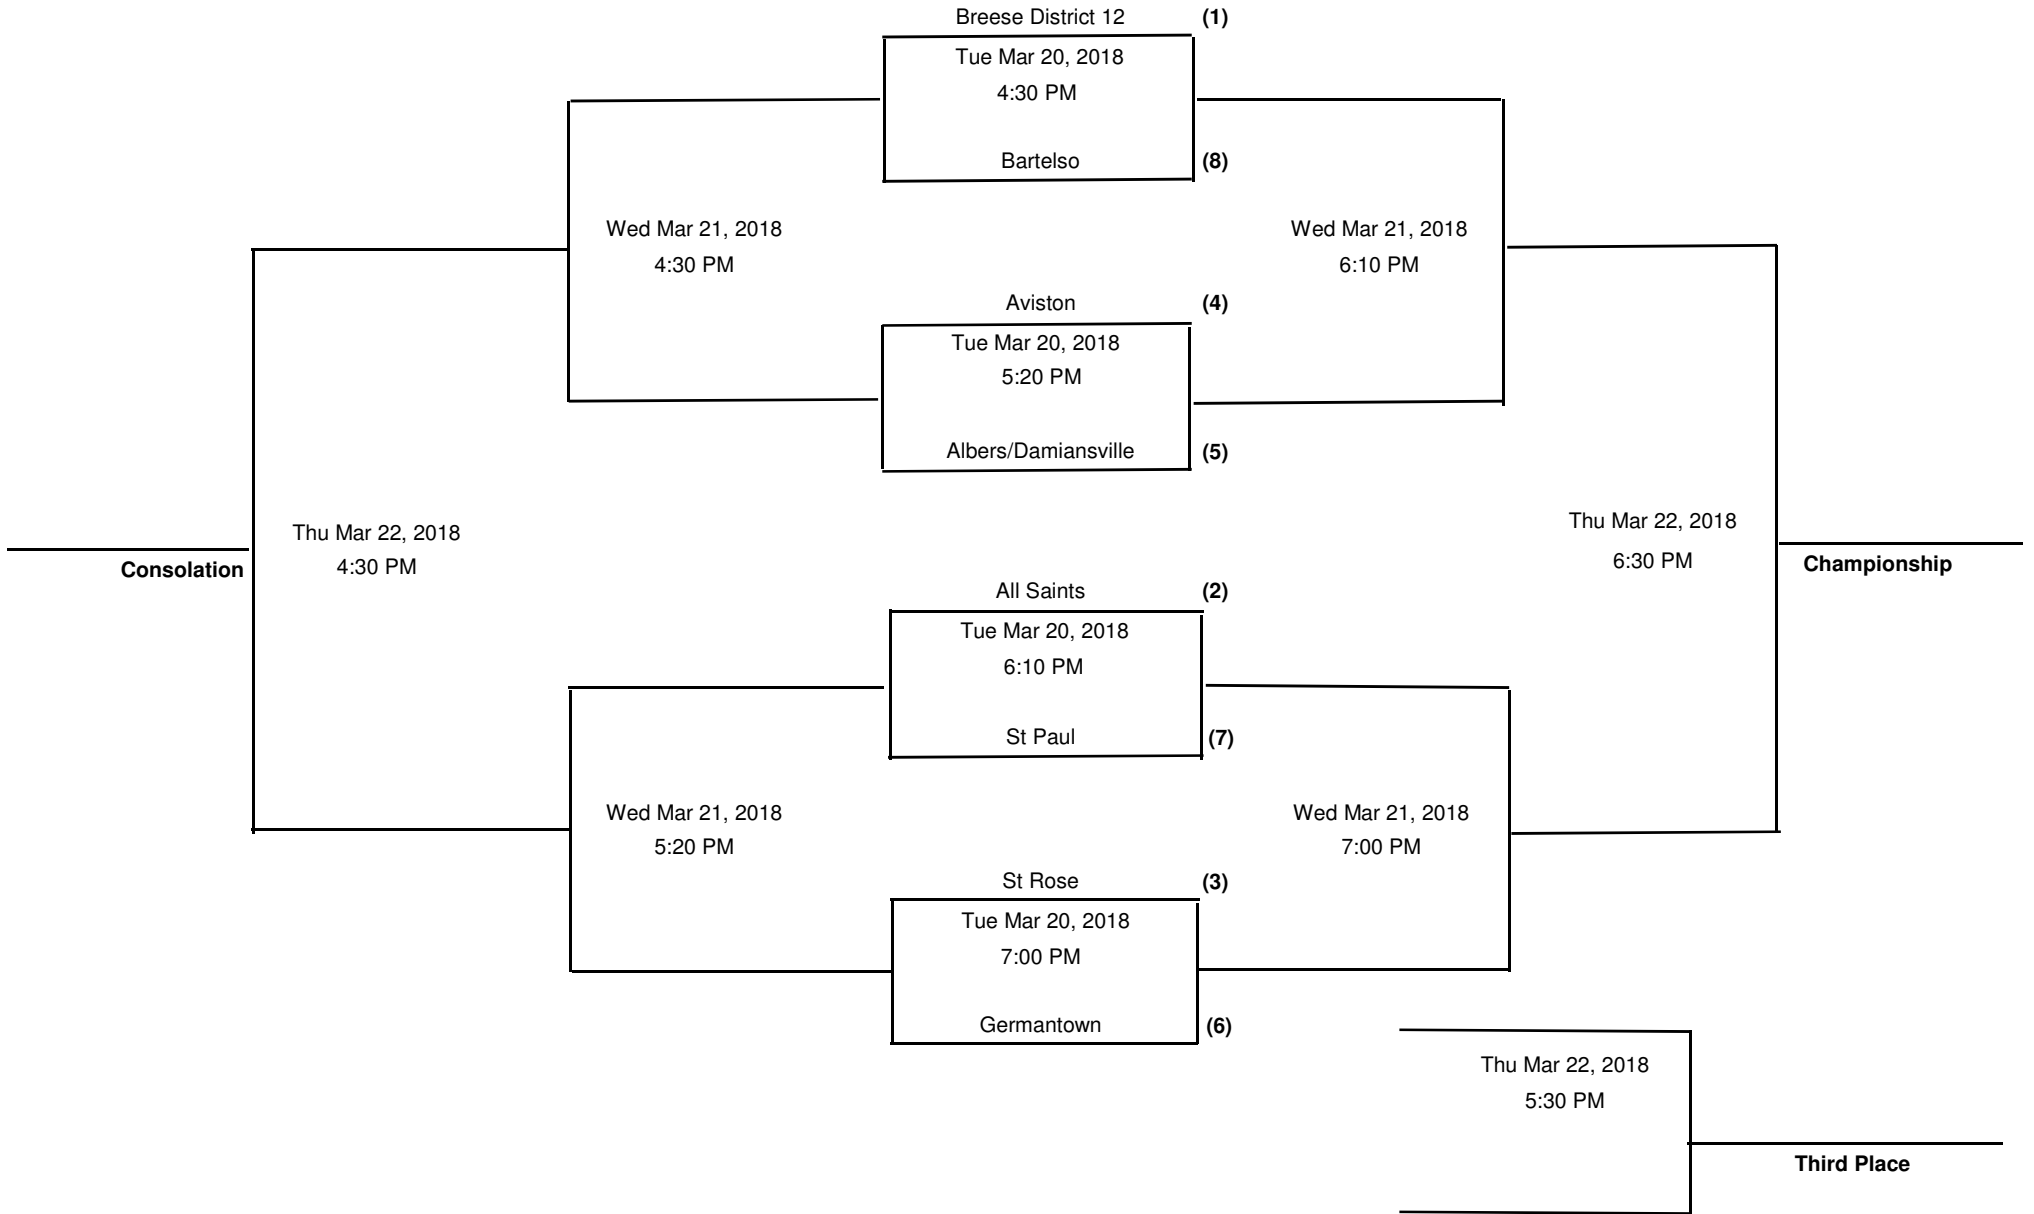 Breese District 12 (1)
Tue Mar 20, 2018
4:30 PM
Bartelso (8)
Wed Mar 21, 2018
4:30 PM
Wed Mar 21, 2018
6:10 PM
Aviston (4)
Tue Mar 20, 2018
5:20 PM
Albers/Damiansville (5)
Thu Mar 22, 2018
4:30 PM
Consolation
Thu Mar 22, 2018
6:30 PM
Championship
All Saints (2)
Tue Mar 20, 2018
6:10 PM
St Paul (7)
Wed Mar 21, 2018
5:20 PM
Wed Mar 21, 2018
7:00 PM
St Rose (3)
Tue Mar 20, 2018
7:00 PM
Germantown (6)
Thu Mar 22, 2018
5:30 PM
Third Place